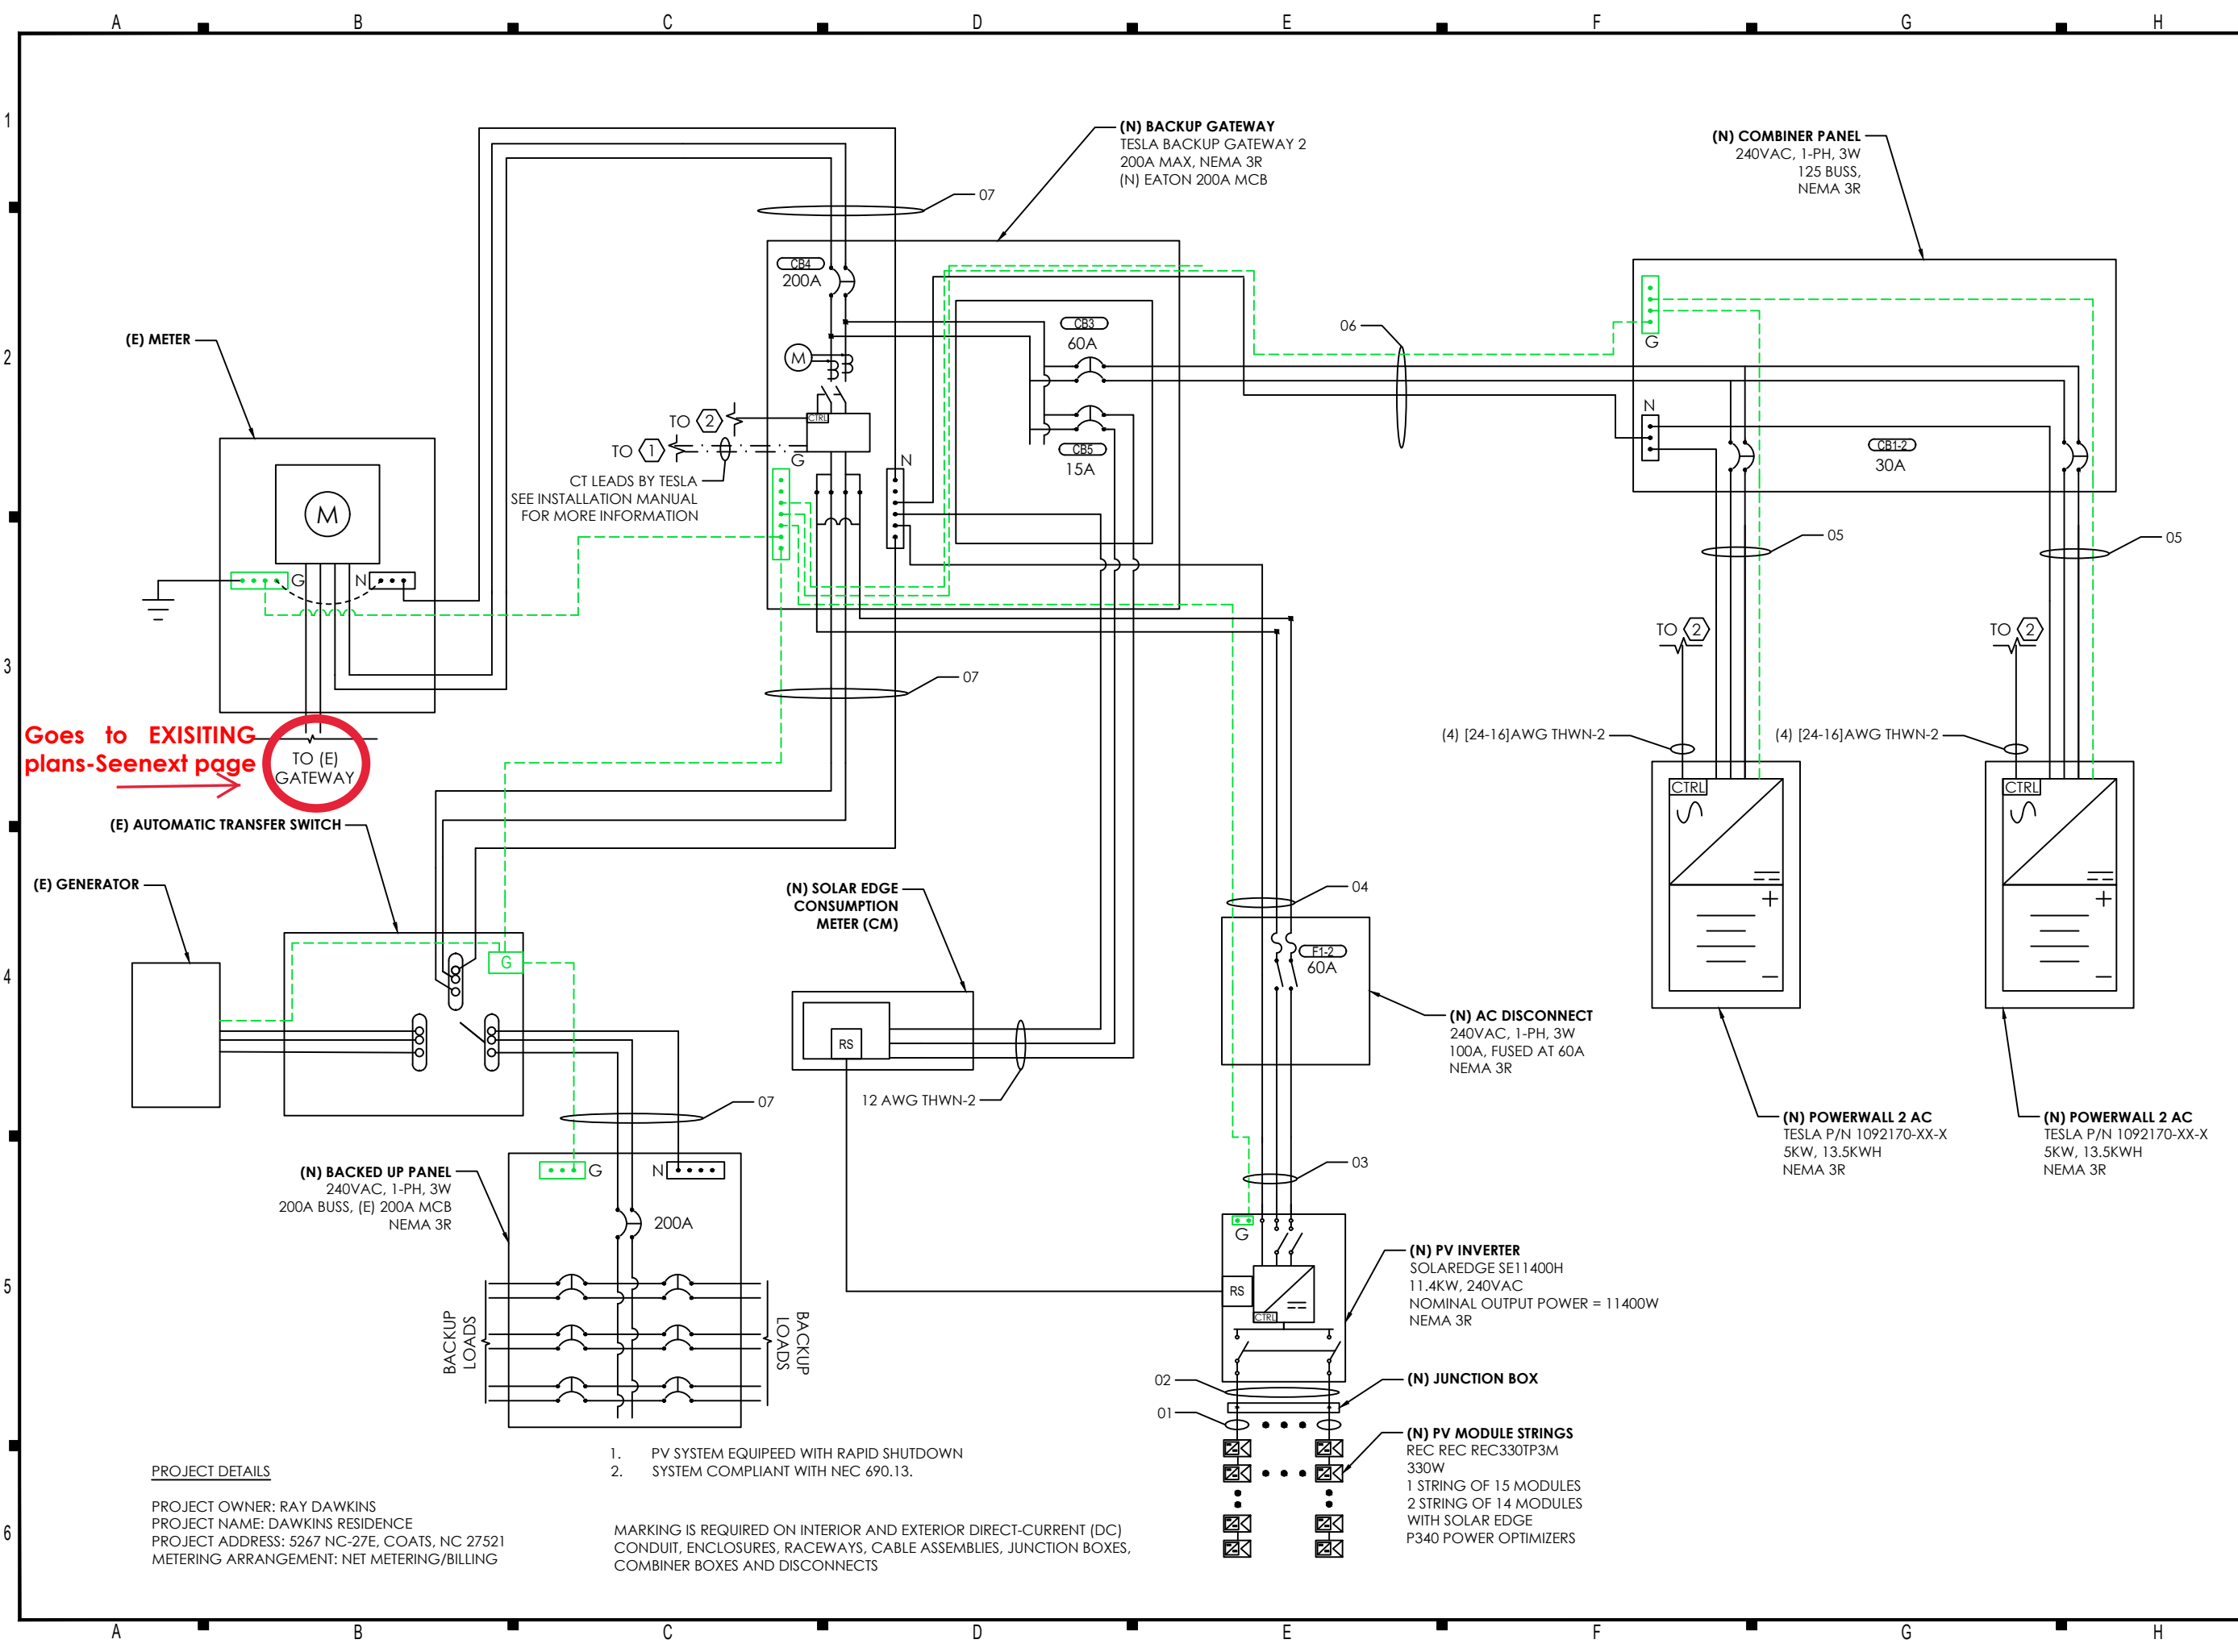 A B C D E F G H
1
(N) BACKUP GATEWAY
TESLA BACKUP GATEWAY 2
200A MAX, NEMA 3R
(N) EATON 200A MCB
(N) COMBINER PANEL
240VAC, 1-PH, 3W
125 BUSS,
NEMA 3R
07
CB4
200A
2
(E) METER
M
CB3
60A
06
G
TO 2
CTRL
TO 1
G
N
CB5
15A
N
CB1-2
30A
CT LEADS BY TESLA
SEE INSTALLATION MANUAL
FOR MORE INFORMATION
M
G
N
05
05
3
TO 2
TO 2
07
Goes to EXISITING
plans-Seenext page
TO (E)
GATEWAY
(4) [24-16]AWG THWN-2
(4) [24-16]AWG THWN-2
CTRL
CTRL
(E) AUTOMATIC TRANSFER SWITCH
(E) GENERATOR
(N) SOLAR EDGE
CONSUMPTION
METER (CM)
04
4
G
F1-2
60A
RS
(N) AC DISCONNECT
240VAC, 1-PH, 3W
100A, FUSED AT 60A
NEMA 3R
12 AWG THWN-2
07
(N) POWERWALL 2 AC
TESLA P/N 1092170-XX-X
5KW, 13.5KWH
NEMA 3R
(N) POWERWALL 2 AC
TESLA P/N 1092170-XX-X
5KW, 13.5KWH
NEMA 3R
03
(N) BACKED UP PANEL
240VAC, 1-PH, 3W
200A BUSS, (E) 200A MCB
NEMA 3R
G
N
200A
G
5
RS
CTRL
(N) PV INVERTER
SOLAREDGE SE11400H
11.4KW, 240VAC
NOMINAL OUTPUT POWER = 11400W
NEMA 3R
BACKUP
LOADS
BACKUP
LOADS
02
(N) JUNCTION BOX
01
(N) PV MODULE STRINGS
REC REC REC330TP3M
330W
1 STRING OF 15 MODULES
2 STRING OF 14 MODULES
WITH SOLAR EDGE
P340 POWER OPTIMIZERS
1. PV SYSTEM EQUIPEED WITH RAPID SHUTDOWN
2. SYSTEM COMPLIANT WITH NEC 690.13.
6
PROJECT DETAILS
PROJECT OWNER: RAY DAWKINS
PROJECT NAME: DAWKINS RESIDENCE
PROJECT ADDRESS: 5267 NC-27E, COATS, NC 27521
METERING ARRANGEMENT: NET METERING/BILLING
MARKING IS REQUIRED ON INTERIOR AND EXTERIOR DIRECT-CURRENT (DC)
CONDUIT, ENCLOSURES, RACEWAYS, CABLE ASSEMBLIES, JUNCTION BOXES,
COMBINER BOXES AND DISCONNECTS
A B C D E F G H